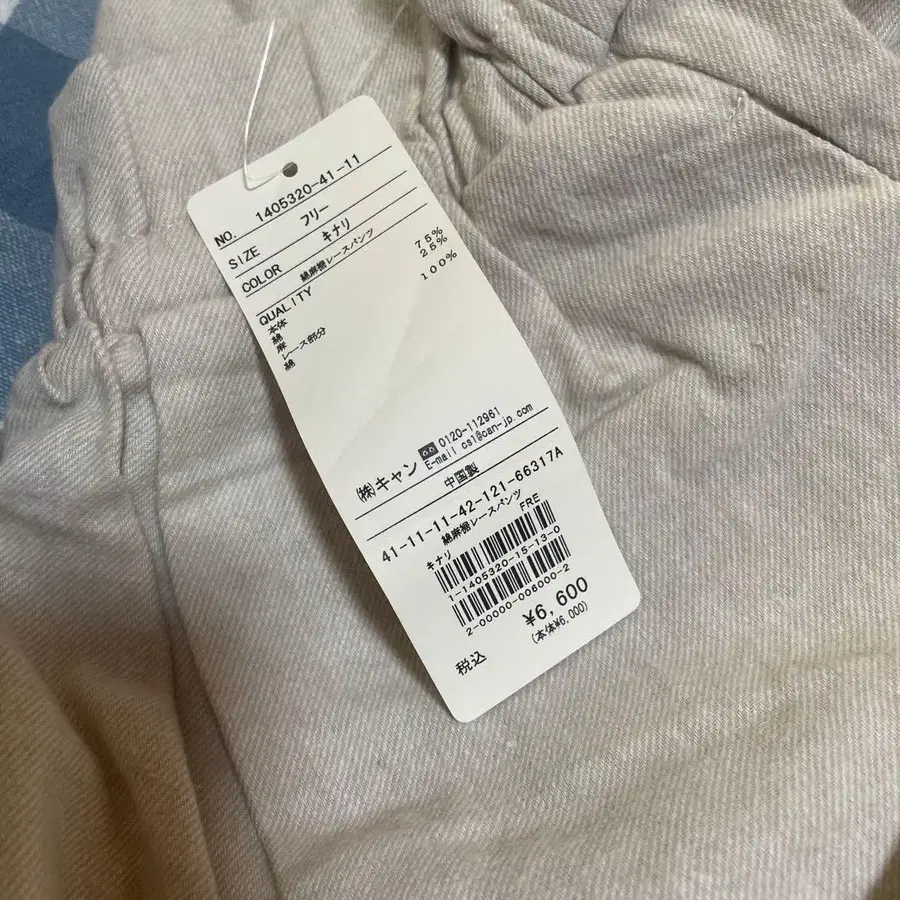 NO. 1405320-41-11
SIZE フリー
COLOR キナリ
綿麻裾レースパンツ
QUALITY
本体
綿 75%
麻 25%
レース部分
綿 100%
㈱キャン 0120-112961
E-mail cs1@can-jp.com
中国製
41-11-11-42-121-66317A
綿麻裾レースパンツ
キナリ FRE
1-1405320-15-13-0
2-00000-006000-2
¥6,600
税込 (本体¥6,000)